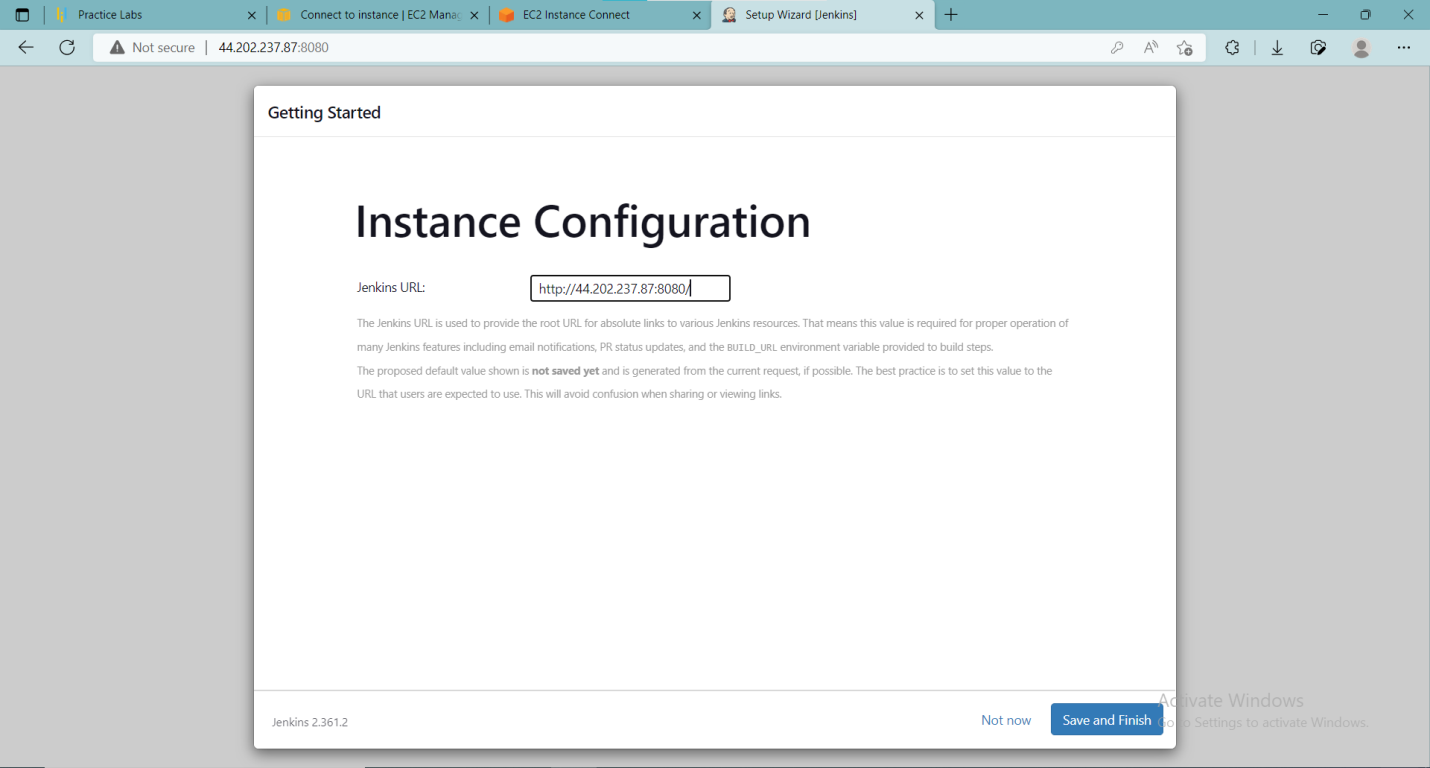 Practice Labs
Connect to instance | EC2 Manag
EC2 Instance Connect
Setup Wizard [Jenkins]
Not secure
44.202.237.87:8080
Getting Started
Instance Configuration
Jenkins URL:
http://44.202.237.87:8080/
The Jenkins URL is used to provide the root URL for absolute links to various Jenkins resources. That means this value is required for proper operation of
many Jenkins features including email notifications, PR status updates, and the BUILD_URL environment variable provided to build steps.
The proposed default value shown is not saved yet and is generated from the current request, if possible. The best practice is to set this value to the
URL that users are expected to use. This will avoid confusion when sharing or viewing links.
Jenkins 2.361.2
Not now
Save and Finish
Activate Windows
Go to Settings to activate Windows.